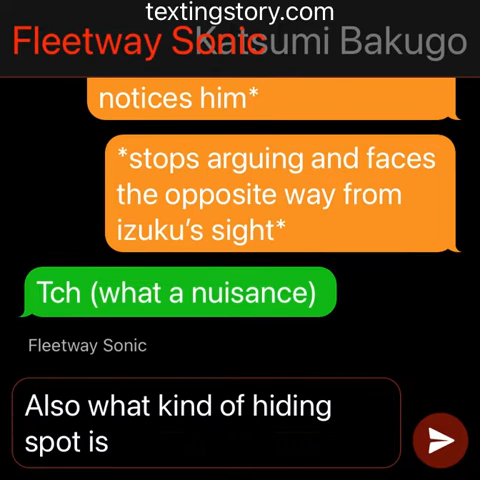 textingstory.com
Fleetway Sonic Katsumi Bakugo
notices him*
*stops arguing and faces
the opposite way from
izuku’s sight*
Tch (what a nuisance)
Fleetway Sonic
Also what kind of hiding
spot is